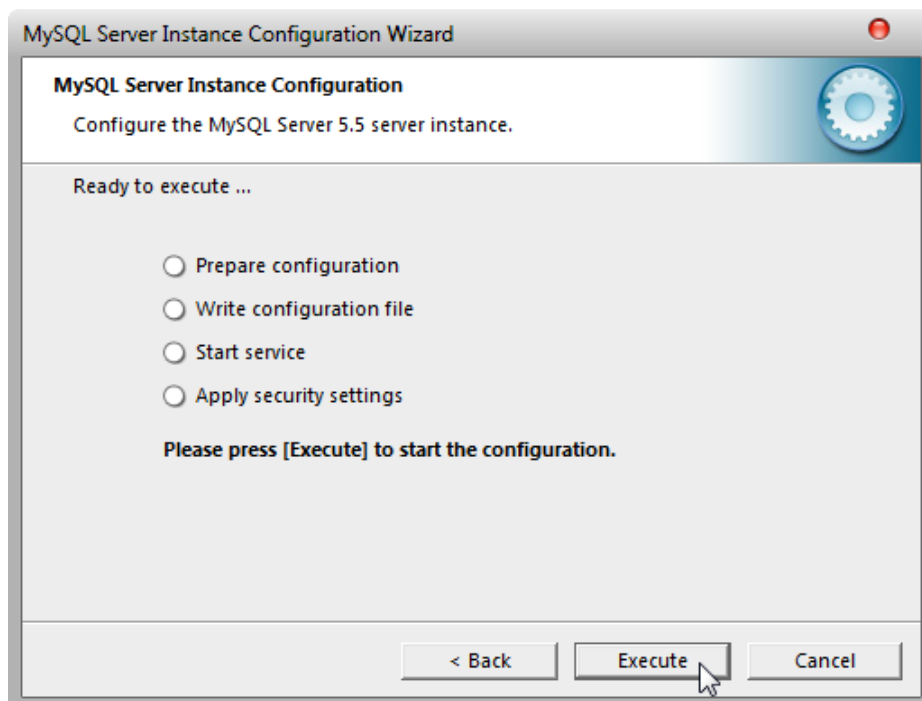 MySQL Server Instance Configuration Wizard
MySQL Server Instance Configuration
Configure the MySQL Server 5.5 server instance.
Ready to execute ...
Prepare configuration
Write configuration file
Start service
Apply security settings
Please press [Execute] to start the configuration.
< Back
Execute
Cancel